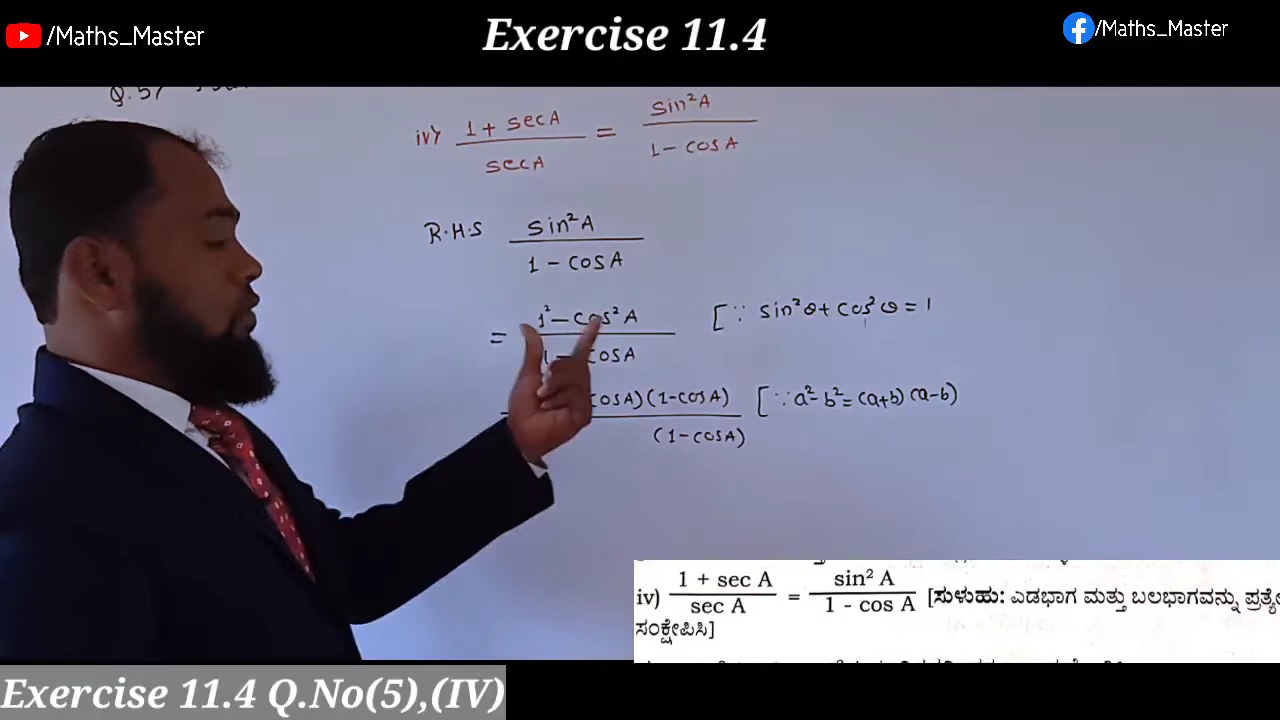 /Maths_Master
Exercise 11.4
/Maths_Master
iv) 1 + secA / secA = sin²A / 1 - cosA
R.H.S sin²A / 1 - cosA
= 1² - cos²A / 1 - cosA [∵ sin²θ + cos²θ = 1
cosA)(1-cosA) / (1-cosA) [∵ a²-b² = (a+b)(a-b)
iv) 1 + sec A / sec A = sin² A / 1 - cos A [ಸುಳುಹು: ಎಡಭಾಗ ಮತ್ತು ಬಲಭಾಗವನ್ನು
ಸಂಕ್ಷೇಪಿಸಿ]
Exercise 11.4 Q.No(5),(IV)